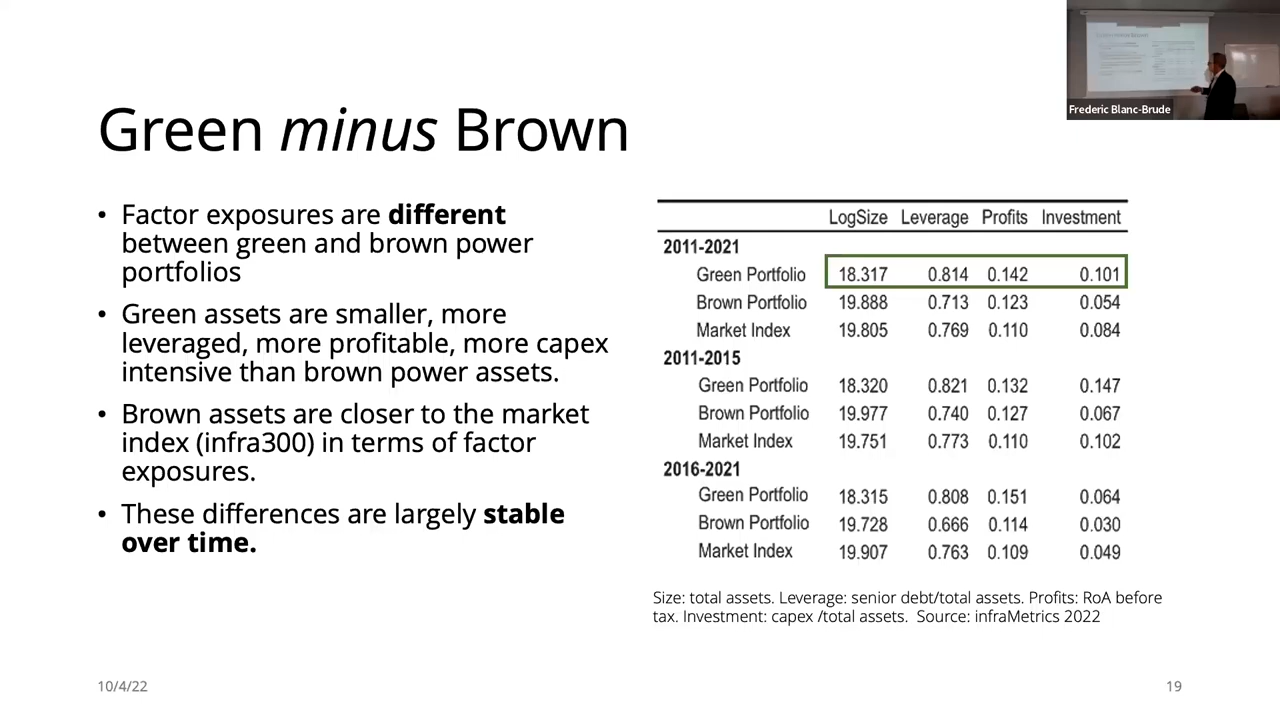 Frederic Blanc-Brude
Green minus Brown
• Factor exposures are different
between green and brown power
portfolios
• Green assets are smaller, more
leveraged, more profitable, more capex
intensive than brown power assets.
• Brown assets are closer to the market
index (infra300) in terms of factor
exposures.
• These differences are largely stable
over time.
LogSize Leverage Profits Investment
2011-2021
Green Portfolio 18.317 0.814 0.142 0.101
Brown Portfolio 19.888 0.713 0.123 0.054
Market Index 19.805 0.769 0.110 0.084
2011-2015
Green Portfolio 18.320 0.821 0.132 0.147
Brown Portfolio 19.977 0.740 0.127 0.067
Market Index 19.751 0.773 0.110 0.102
2016-2021
Green Portfolio 18.315 0.808 0.151 0.064
Brown Portfolio 19.728 0.666 0.114 0.030
Market Index 19.907 0.763 0.109 0.049
Size: total assets. Leverage: senior debt/total assets. Profits: RoA before
tax. Investment: capex /total assets. Source: infraMetrics 2022
10/4/22
19